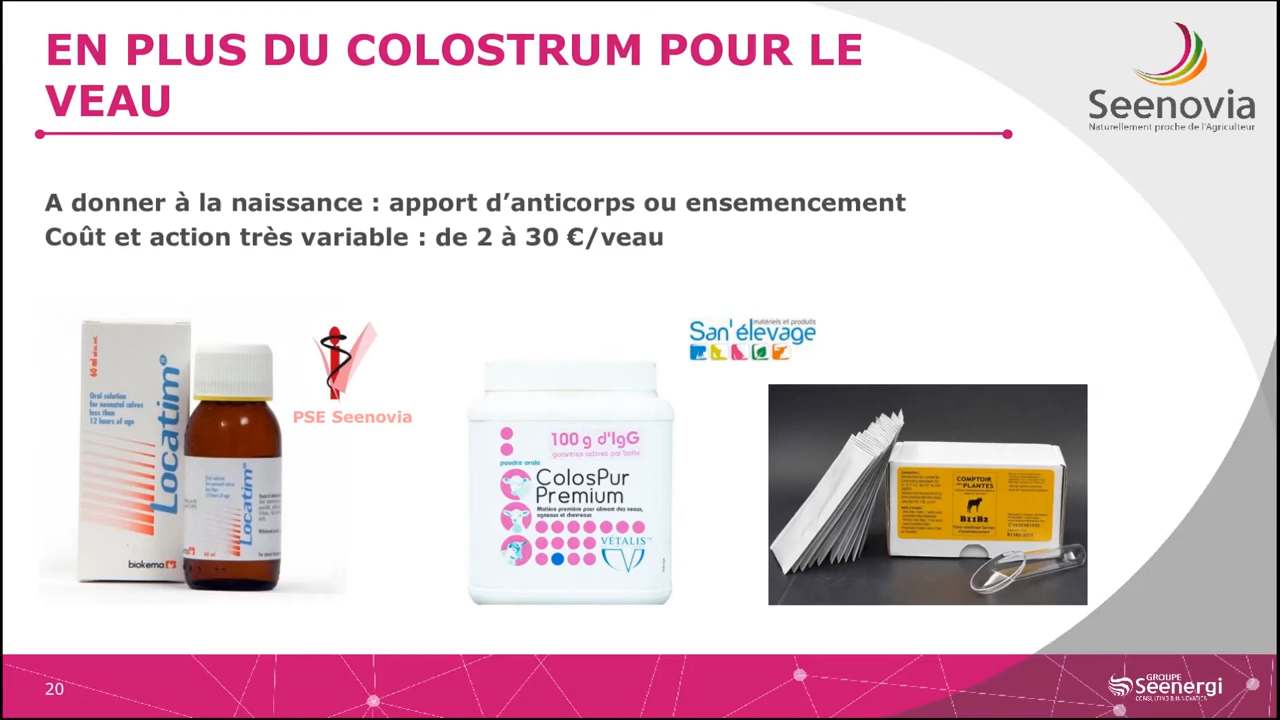 EN PLUS DU COLOSTRUM POUR LE
VEAU
Seenovia
Naturellement proche de l'Agriculteur
A donner à la naissance : apport d’anticorps ou ensemencement
Coût et action très variable : de 2 à 30 €/veau
60 ml
Oral solution
for neonatal calves
less than
12 hours of age
Locatim®
biokema
Locatim®
PSE Seenovia
matériels et produits
San'élevage
100 g d'IgG
garanties actives par boîte
poudre orale
ColosPur
Premium
Matière première pour aliment des veaux,
agneaux et chevreaux
VÉTALIS
COMPTOIR
DES PLANTES
B11B2
20
GROUPE
Seenergi
CONSULTING & INNOVATION